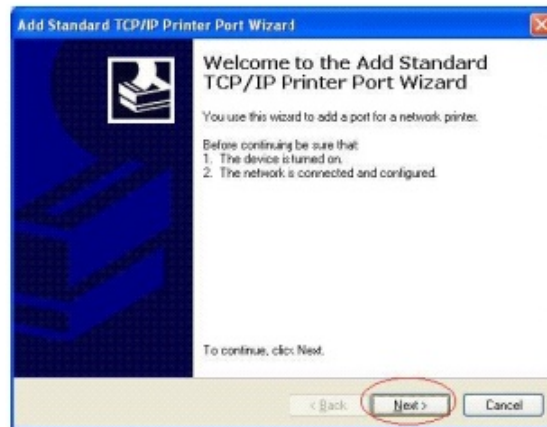 Add Standard TCP/IP Printer Port Wizard
Welcome to the Add Standard
TCP/IP Printer Port Wizard
You use this wizard to add a port for a network printer.
Before continuing be sure that:
1. The device is turned on.
2. The network is connected and configured.
To continue, click Next.
< Back
Next >
Cancel